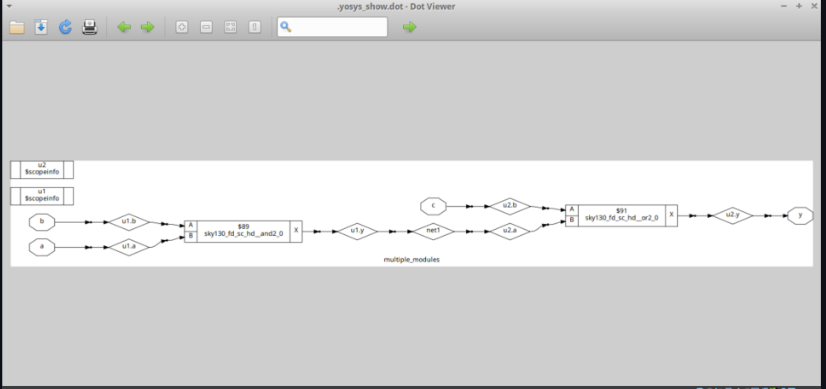 .yosys_show.dot - Dot Viewer
u2
$scopeinfo
u1
$scopeinfo
b
u1.b
a
u1.a
A
B
$89
sky130_fd_sc_hd__and2_0
X
u1.y
net1
c
u2.b
u2.a
A
B
$91
sky130_fd_sc_hd__or2_0
X
u2.y
y
multiple_modules